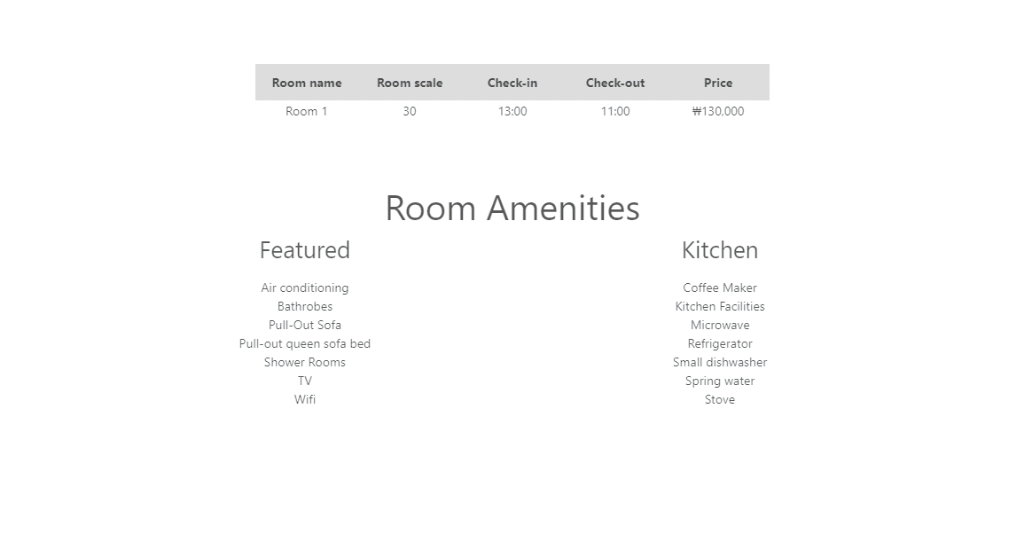 Room name Room scale Check-in Check-out Price
Room 1 30 13:00 11:00 ₩130,000
Room Amenities
Featured
Air conditioning
Bathrobes
Pull-Out Sofa
Pull-out queen sofa bed
Shower Rooms
TV
Wifi
Kitchen
Coffee Maker
Kitchen Facilities
Microwave
Refrigerator
Small dishwasher
Spring water
Stove